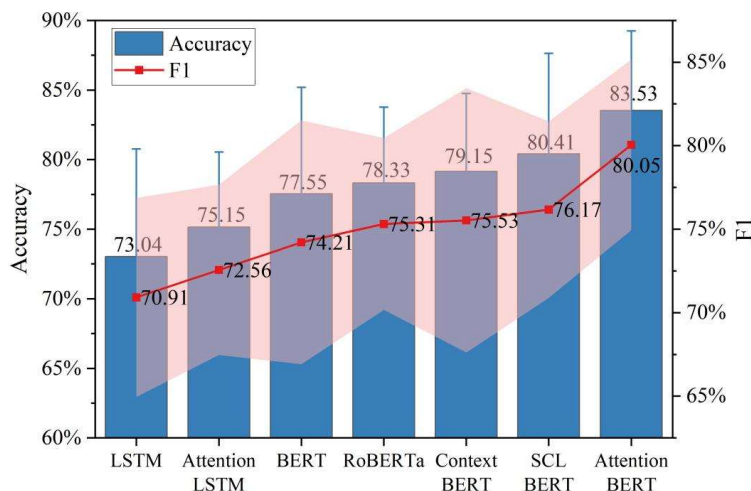 Accuracy
F1
90%
85%
80%
75%
70%
65%
60%
Accuracy
85%
80%
75%
70%
65%
F1
73.04
75.15
77.55
78.33
79.15
80.41
83.53
70.91
72.56
74.21
75.31
75.53
76.17
80.05
LSTM
Attention
LSTM
BERT
RoBERTa
Context
BERT
SCL
BERT
Attention
BERT